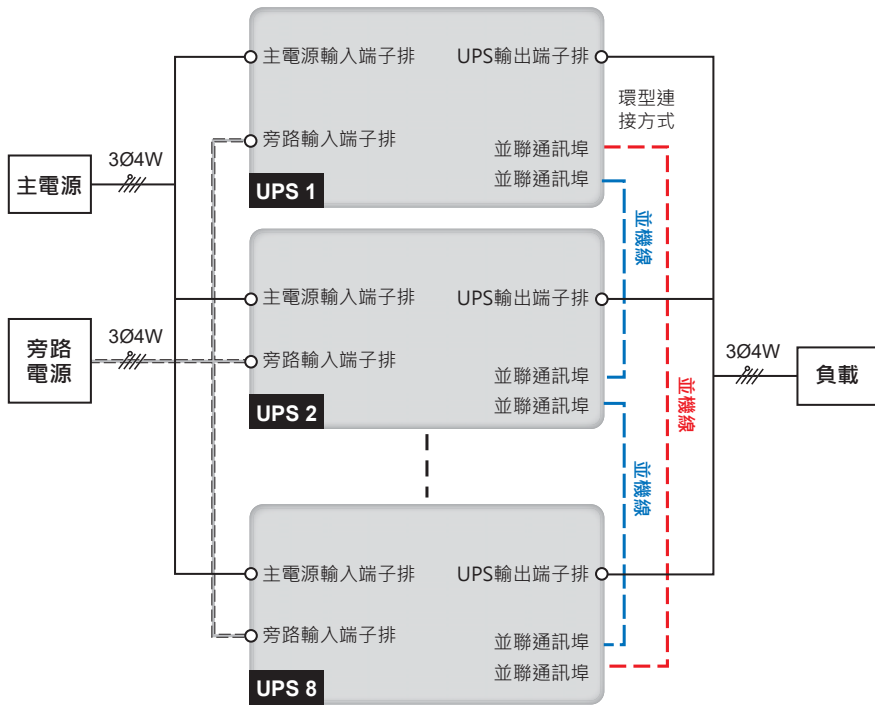 主電源輸入端子排
UPS輸出端子排
環型連
接方式
旁路輸入端子排
並聯通訊埠
並聯通訊埠
UPS 1
主電源
3Ø4W
並機線
主電源輸入端子排
UPS輸出端子排
旁路
電源
3Ø4W
旁路輸入端子排
並聯通訊埠
並聯通訊埠
UPS 2
並機線
3Ø4W
負載
並機線
主電源輸入端子排
UPS輸出端子排
旁路輸入端子排
並聯通訊埠
並聯通訊埠
UPS 8